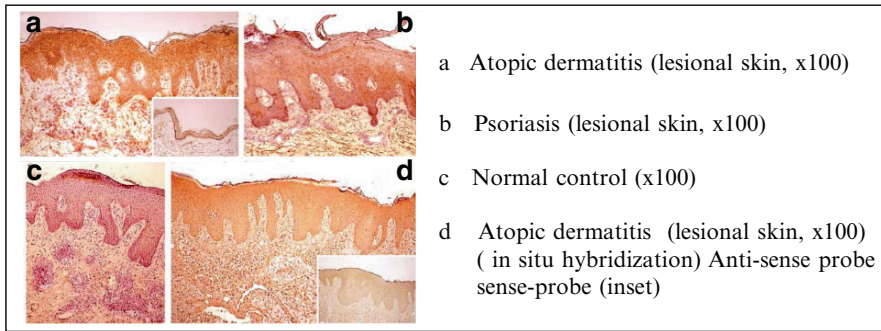 a
b
c
d
a Atopic dermatitis (lesional skin, x100)
b Psoriasis (lesional skin, x100)
c Normal control (x100)
d Atopic dermatitis (lesional skin, x100)
( in situ hybridization) Anti-sense probe
sense-probe (inset)